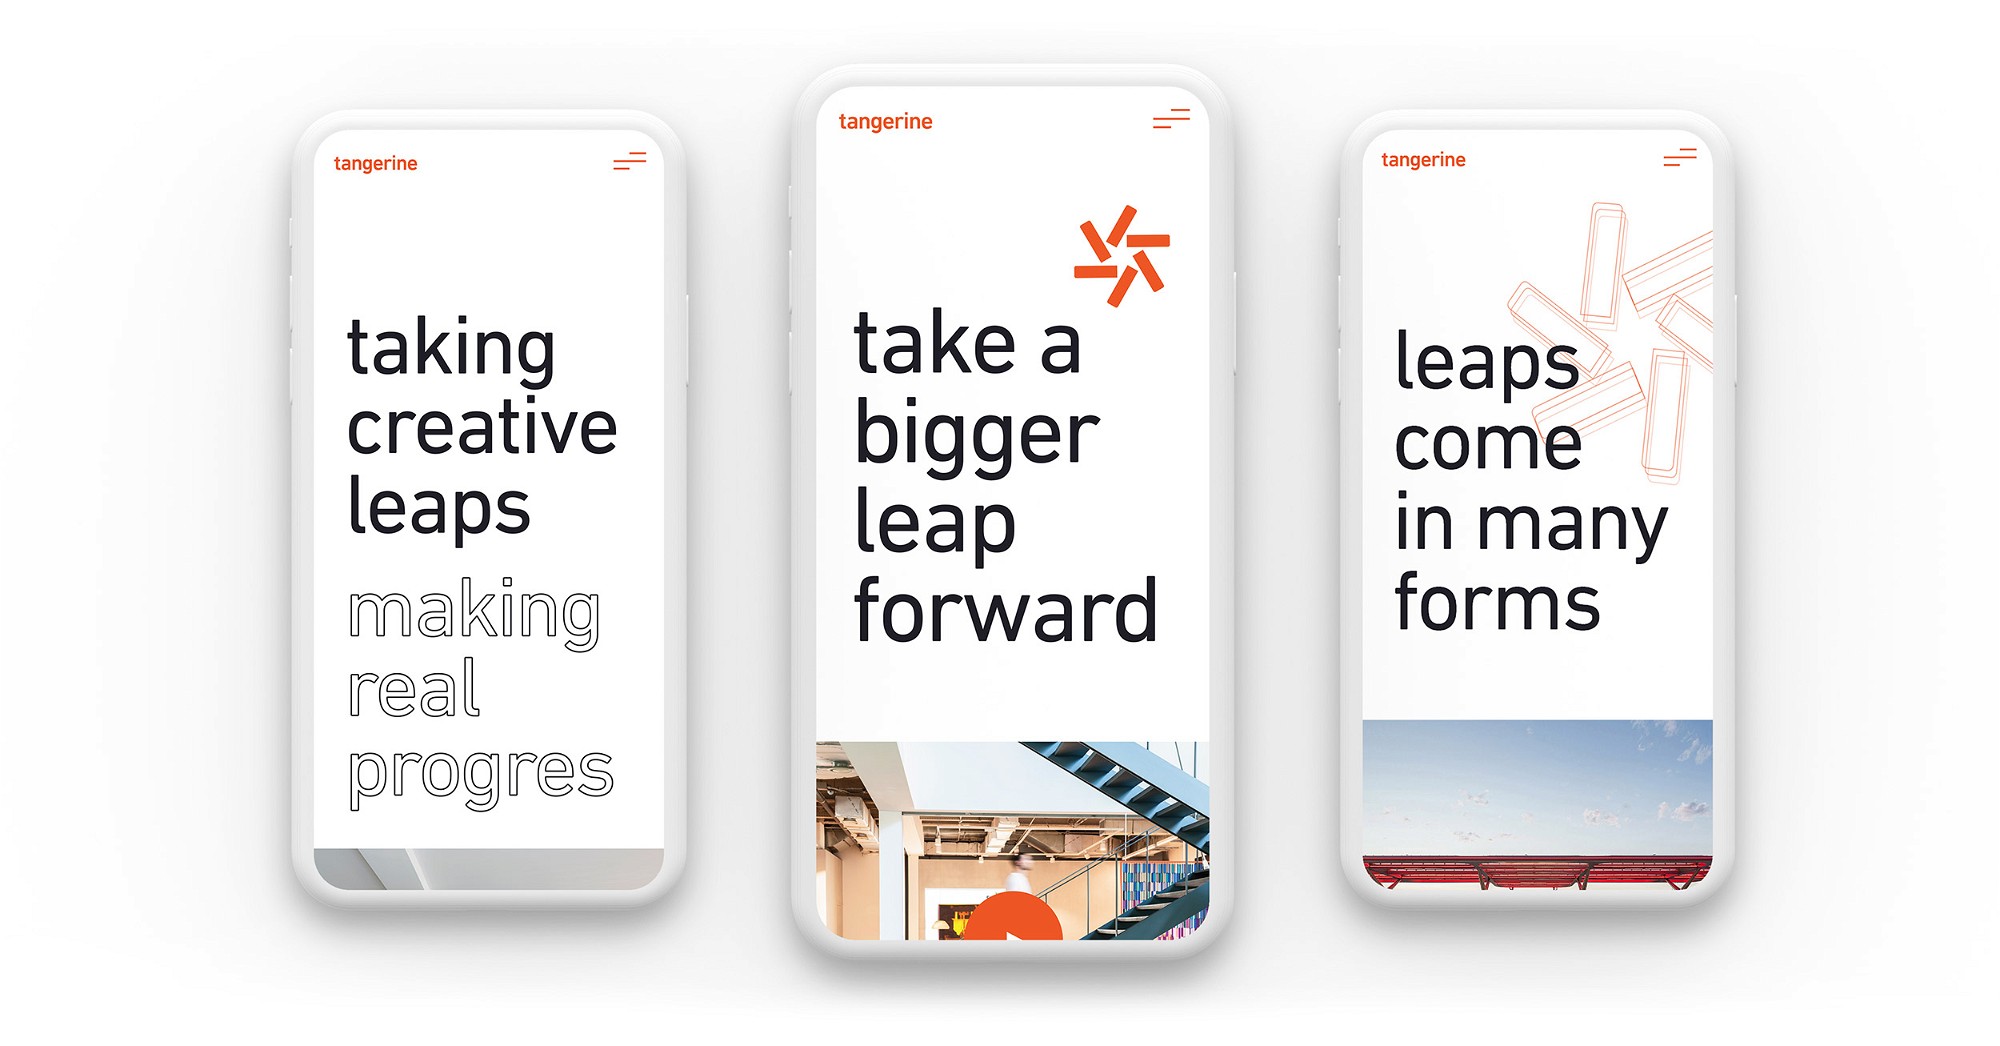 tangerine
taking
creative
leaps
making
real
progres
tangerine
take a
bigger
leap
forward
tangerine
leaps
come
in many
forms